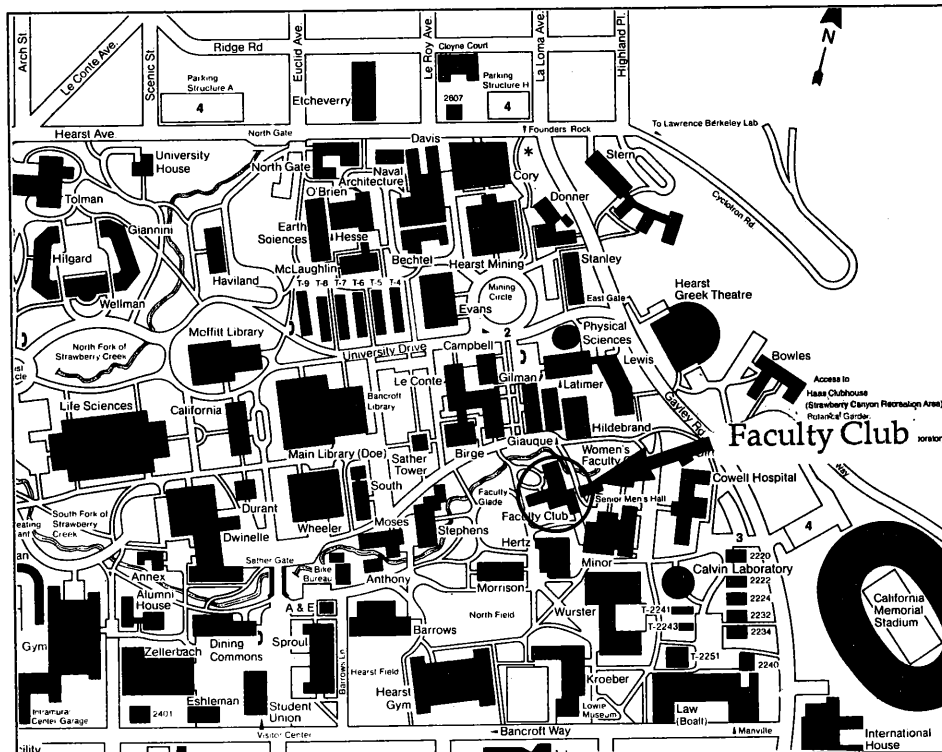 Arch St.
Le Conte Ave.
Scenic St.
Ridge Rd
Euclid Ave.
Le Roy Ave.
Cloyne Court
La Loma Ave.
Highland Pl.
N
Parking
Structure A
4
Etcheverry
2607
Parking
Structure H
4
Hearst Ave.
North Gate
Founders Rock
To Lawrence Berkeley Lab
University
House
North Gate
Davis
Naval
Architecture
Cory
*
Stern
Tolman
O'Brien
Donner
Cyclotron Rd.
Giannini
Earth
Sciences
Hesse
Hilgard
Bechtel
Hearst Mining
Stanley
McLaughlin
Haviland
T-9
T-8
T-7
T-6
T-5
T-4
Mining
Circle
East Gate
Hearst
Greek Theatre
Wellman
Evans
Moffitt Library
2
Physical
Sciences
North Fork of
Strawberry Creek
University Drive
Campbell
Lewis
Bowles
Le Conte
Gilman
Latimer
Access to
Haas Clubhouse
(Strawberry Canyon Recreation Area)
Botanical Garden
Life Sciences
California
Bancroft
Library
Gayley Rd.
Hildebrand
Faculty Club
Main Library (Doe)
Sather
Tower
Birge
Giauque
Women's
Faculty
Cowell Hospital
way
South
Faculty
Glade
Senior Men's Hall
Durant
Wheeler
Moses
Faculty Club
4
South Fork of
Strawberry
Creek
Dwinelle
Stephens
Hertz
3
2220
Minor
Calvin Laboratory
Sather Gate
Bike
Bureau
Annex
Anthony
2222
Alumni
House
Morrison
2224
California
Memorial
Stadium
A & E
North Field
Wurster
T-2241
2232
T-2243
2234
Gym
Dining
Commons
Sproul
Barrows
Zellerbach
Barrows Ln
Hearst Field
T-2251
2240
Hearst
Gym
Kroeber
Eshleman
Student
Union
Lowie
Museum
Law
(Boalt)
Intramural
Center Garage
2401
Visitor Center
Bancroft Way
Manville
International
House